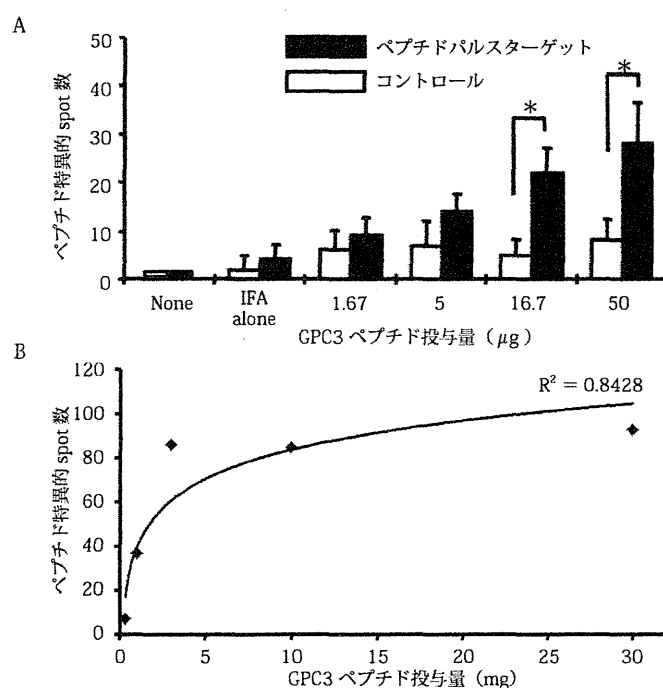 A
ペプチド特異的 spot 数
50
40
30
20
10
0
ペプチドパルスターゲット
コントロール
*
*
None
IFA alone
1.67
5
16.7
50
GPC3 ペプチド投与量 (μg)
B
ペプチド特異的 spot 数
120
100
80
60
40
20
0
R² = 0.8428
0
5
10
15
20
25
30
GPC3 ペプチド投与量 (mg)